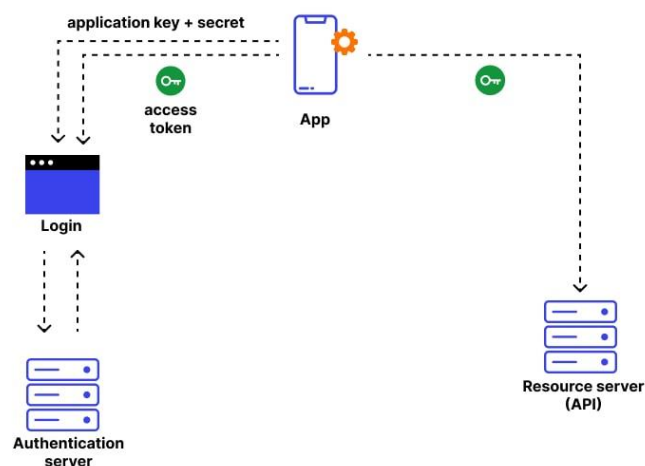 application key + secret
access
token
App
Login
Resource server
(API)
Authentication
server